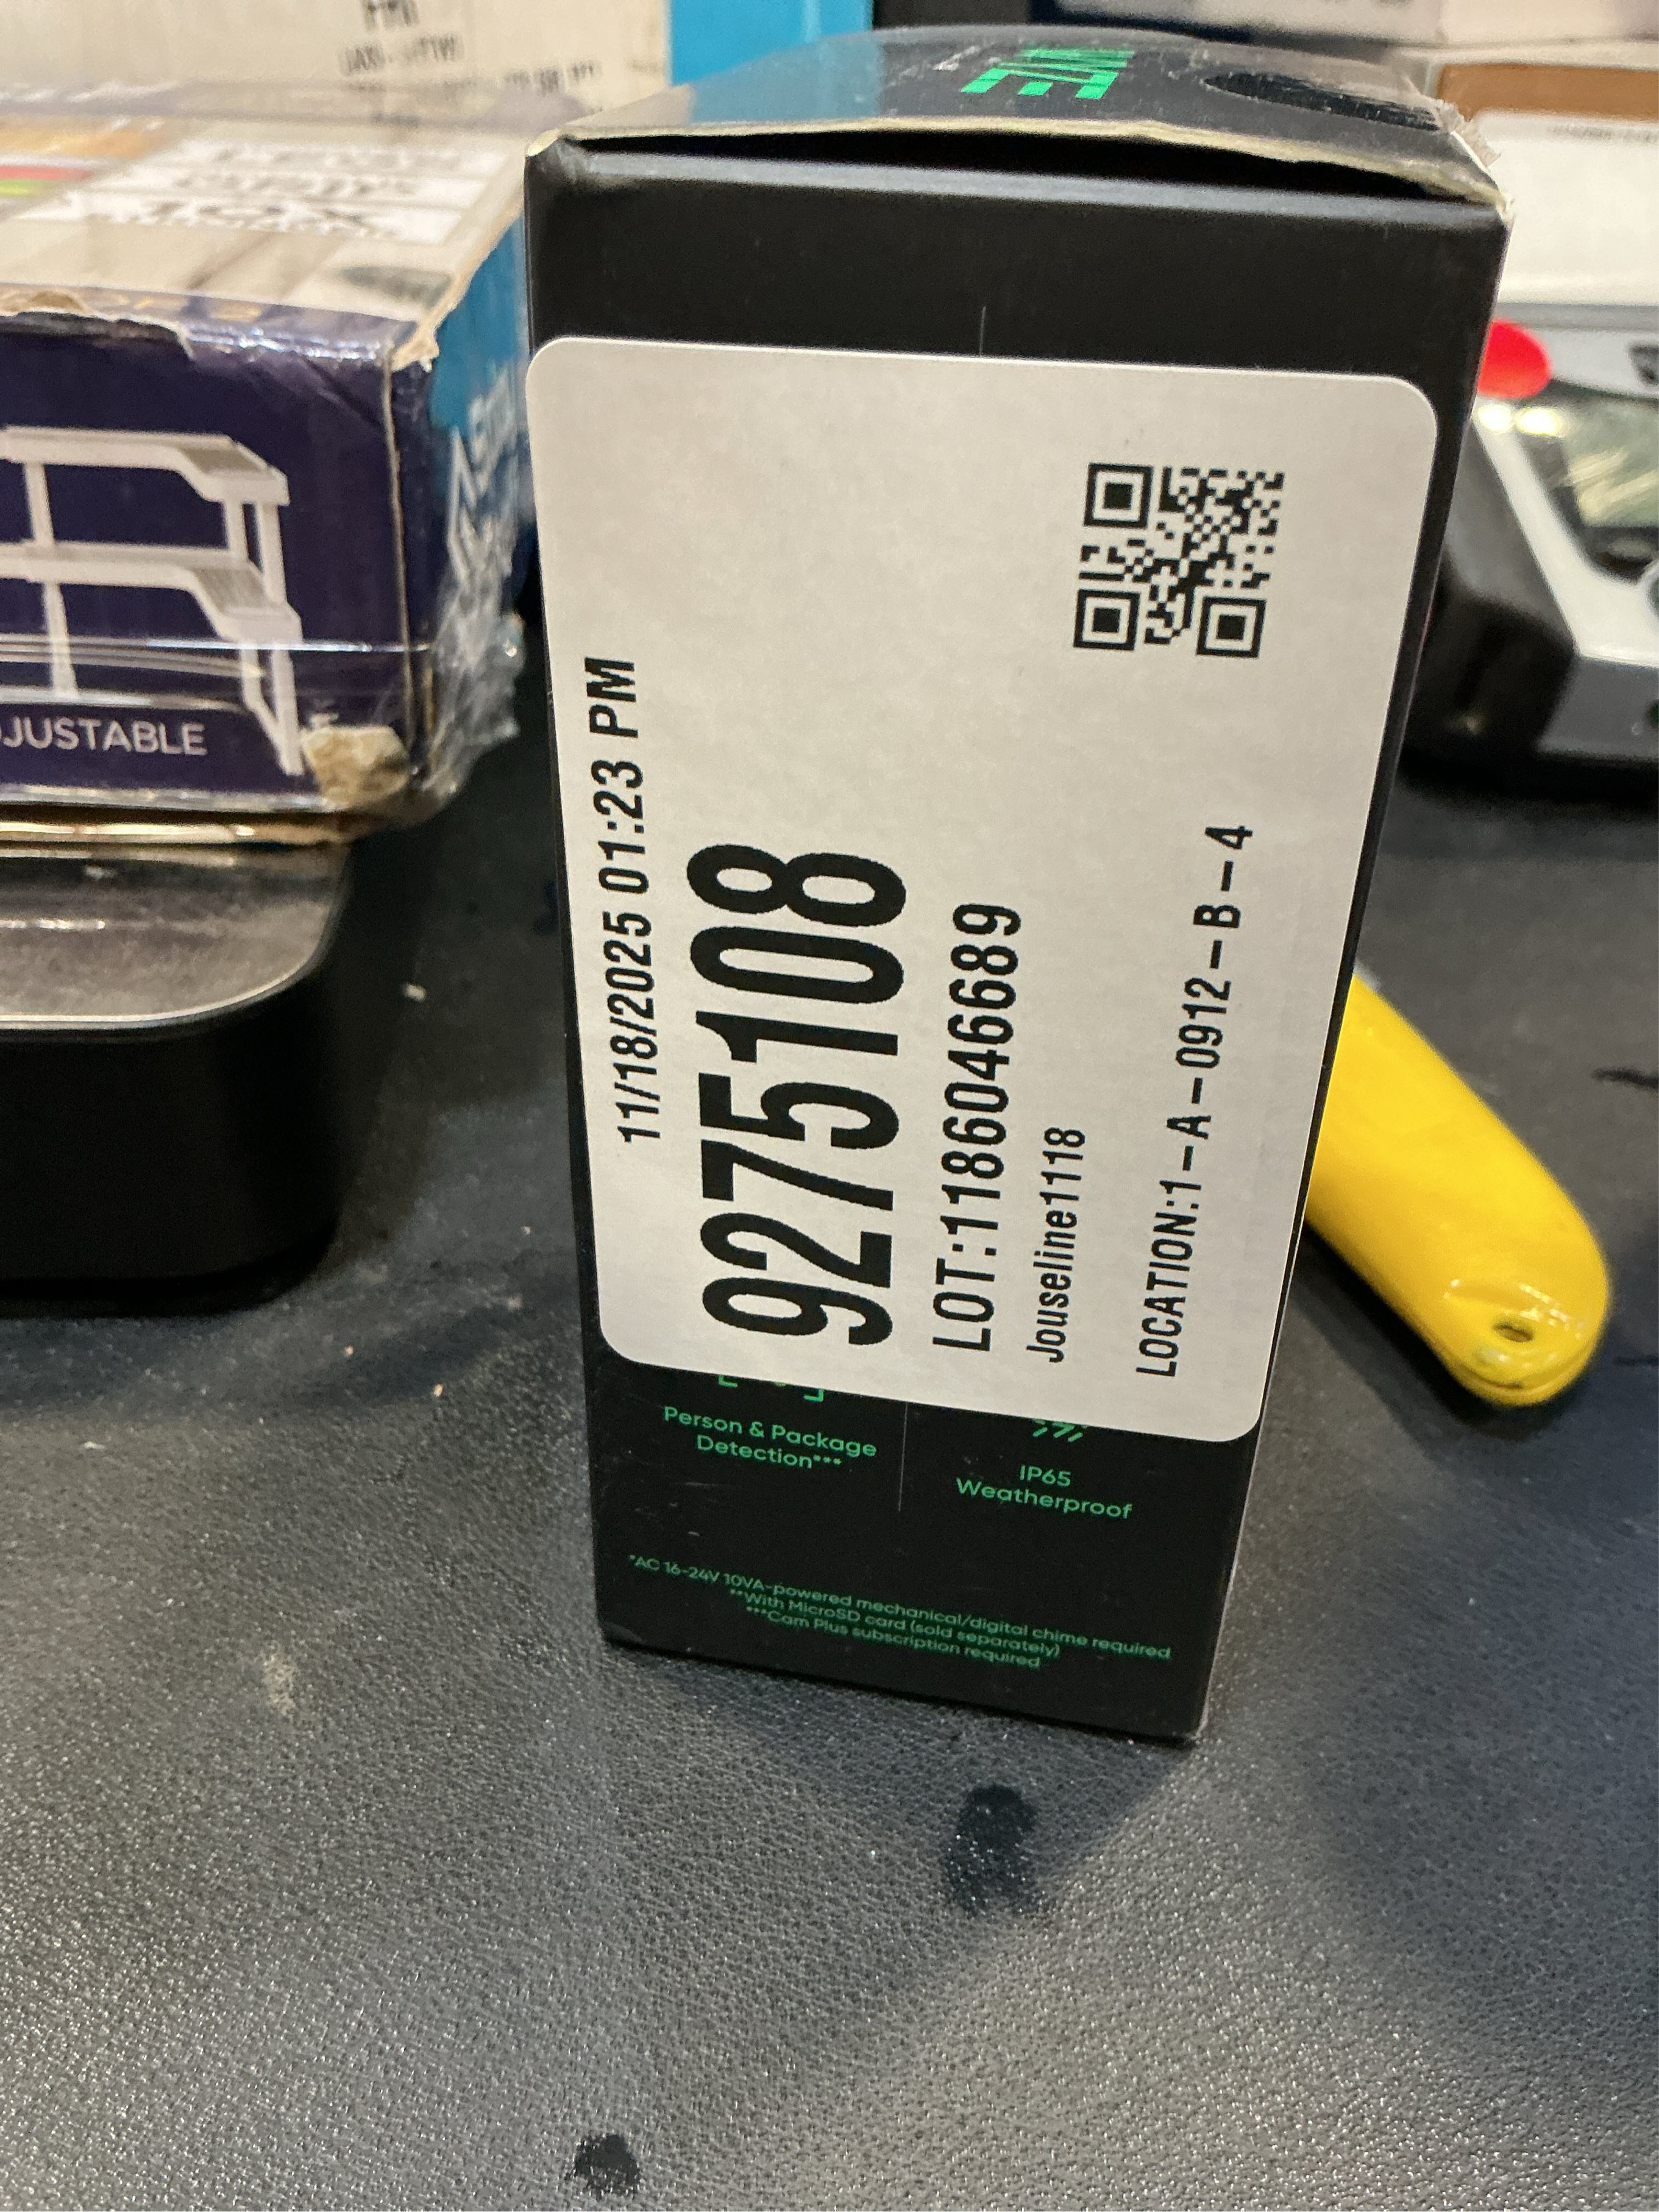 11/18/2025 01:23 PM
9275108
LOT:1186046689
Jouseline1118
LOCATION:1-A-0912-B-4
Person & Package
Detection***
IP65
Weatherproof
*AC 16-24V 10VA-powered mechanical/digital chime required
**With MicroSD card (sold separately)
***Cam Plus subscription required
JUSTABLE